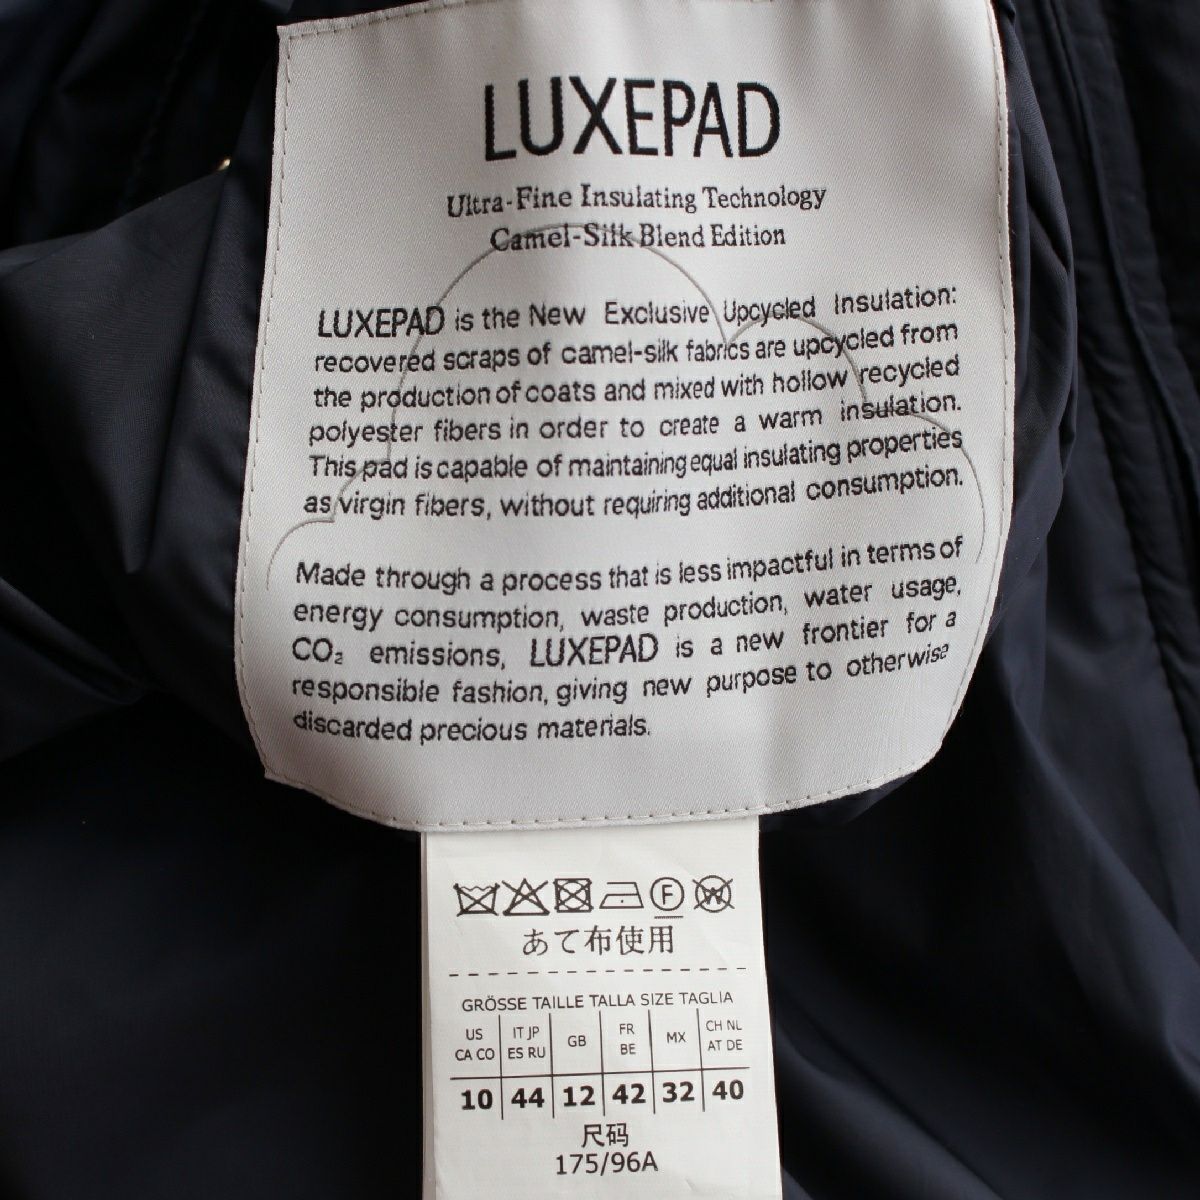 LUXEPAD
Ultra-Fine Insulating Technology
Camel-Silk Blend Edition
LUXEPAD is the New Exclusive Upcycled Insulation:
recovered scraps of camel-silk fabrics are upcycled from
the production of coats and mixed with hollow recycled
polyester fibers in order to create a warm insulation.
This pad is capable of maintaining equal insulating properties
as virgin fibers, without requiring additional consumption.
Made through a process that is less impactful in terms of
energy consumption, waste production, water usage,
CO₂ emissions, LUXEPAD is a new frontier for a
responsible fashion, giving new purpose to otherwise
discarded precious materials.
F W
あて布使用
GRÖSSE TAILLE TALLA SIZE TAGLIA
US IT JP GB FR MX CH NL
CA CO ES RU BE AT DE
10 44 12 42 32 40
尺码
175/96A